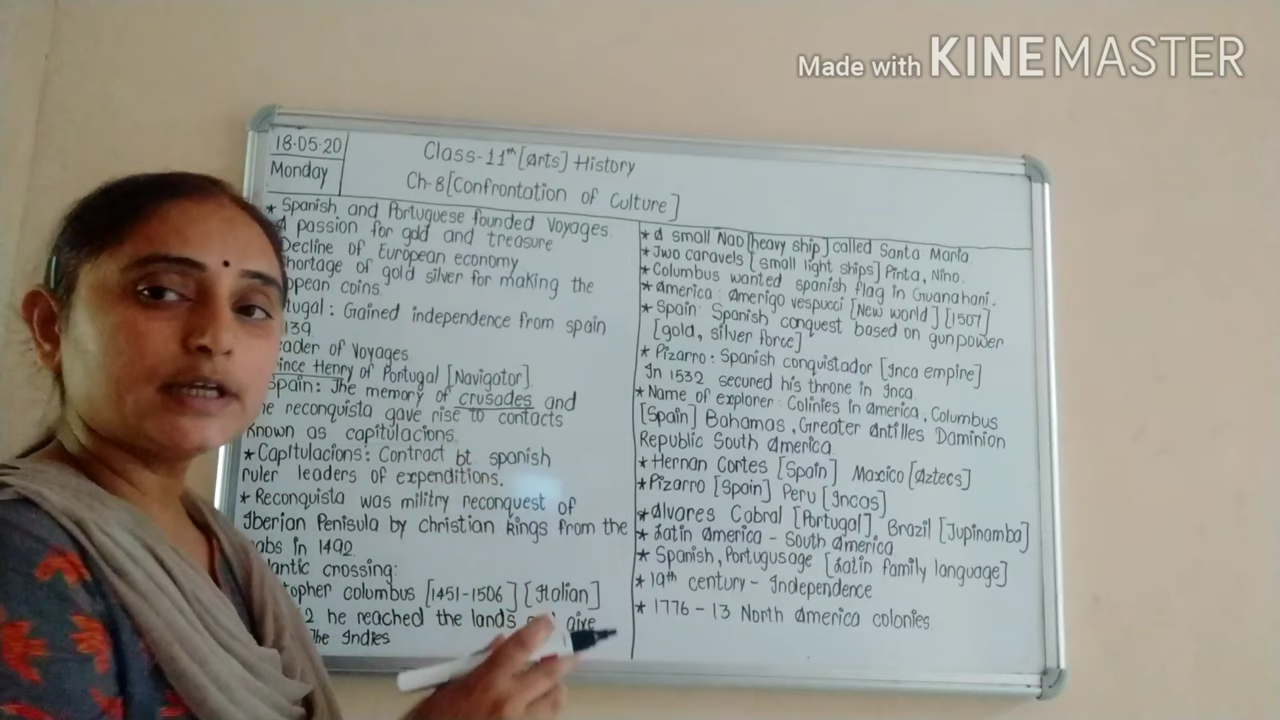 Made with KINEMASTER
18.05.20
Monday
Class-11th [Arts] History
Ch-8 [Confrontation of Culture]
* Spanish and Portuguese founded Voyages
passion for gold and treasure
Decline of European economy
shortage of gold silver for making the
opean coins.
tugal : Gained independence from spain
139.
eader of Voyages
ince Henry of Portugal [Navigator]
Spain: The memory of crusades and
he reconquista gave rise to contacts
known as capitulacions.
* Capitulacions: Contract bt spanish
ruler leaders of expenditions.
* Reconquista was militry reconquest of
Iberian Penisula by christian kings from the
abs in 1492
lantic crossing:
topher columbus [1451-1506] [Italian]
2 he reached the lands
The Indies
* A small Nao [heavy ship] called Santa Maria
* Two caravels [small light ships] Pinta, Nino.
* Columbus wanted spanish flag in Guanahani.
* America : Amerigo vespucci [New world] [1507]
* Spain: Spanish conquest based on gunpower
[gold, silver force]
* Pizarro : Spanish conquistador [Inca empire]
In 1532 secured his throne in Inca
* Name of explorer : Colinies in America, Columbus
[Spain] Bahamas, Greater Antilles Daminion
Republic South America
* Hernan Cortes [Spain] Maxico [Aztecs]
* Pizarro [Spain] Peru [Incas]
* Alvares Cabral [Portugal], Brazil [Jupinamba]
* Latin America - South America
* Spanish, Portugusage [Latin family language]
* 19th century - Independence
* 1776 - 13 North America colonies.